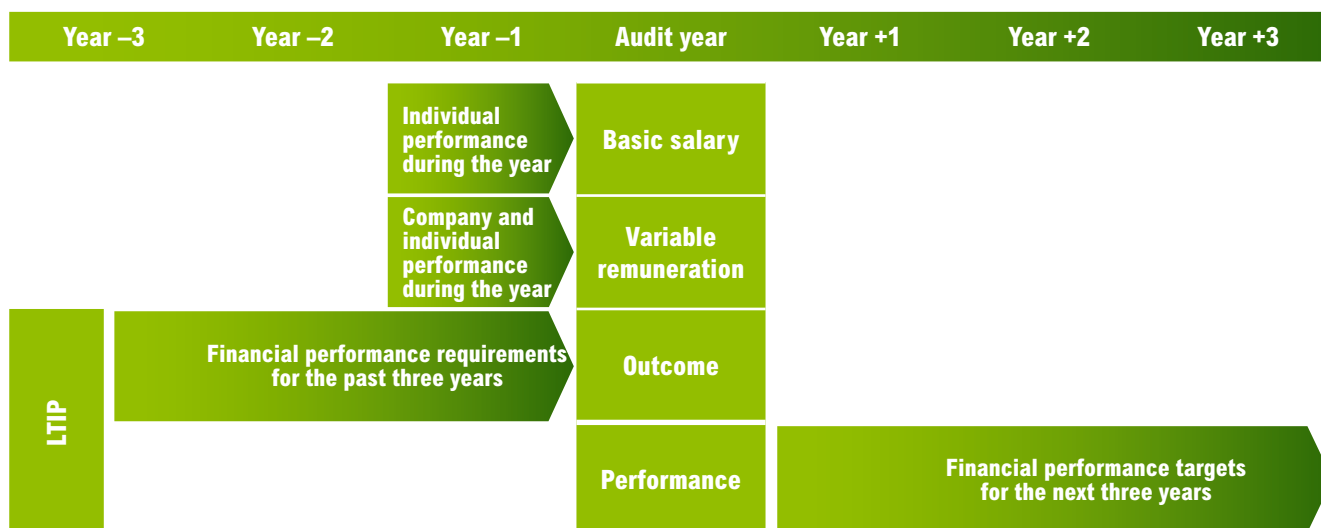 Year –3 Year –2 Year –1 Audit year Year +1 Year +2 Year +3
Individual
performance
during the year
Basic salary
Company and
individual
performance
during the year
Variable
remuneration
LTIP
Financial performance requirements
for the past three years
Outcome
Performance
Financial performance targets
for the next three years